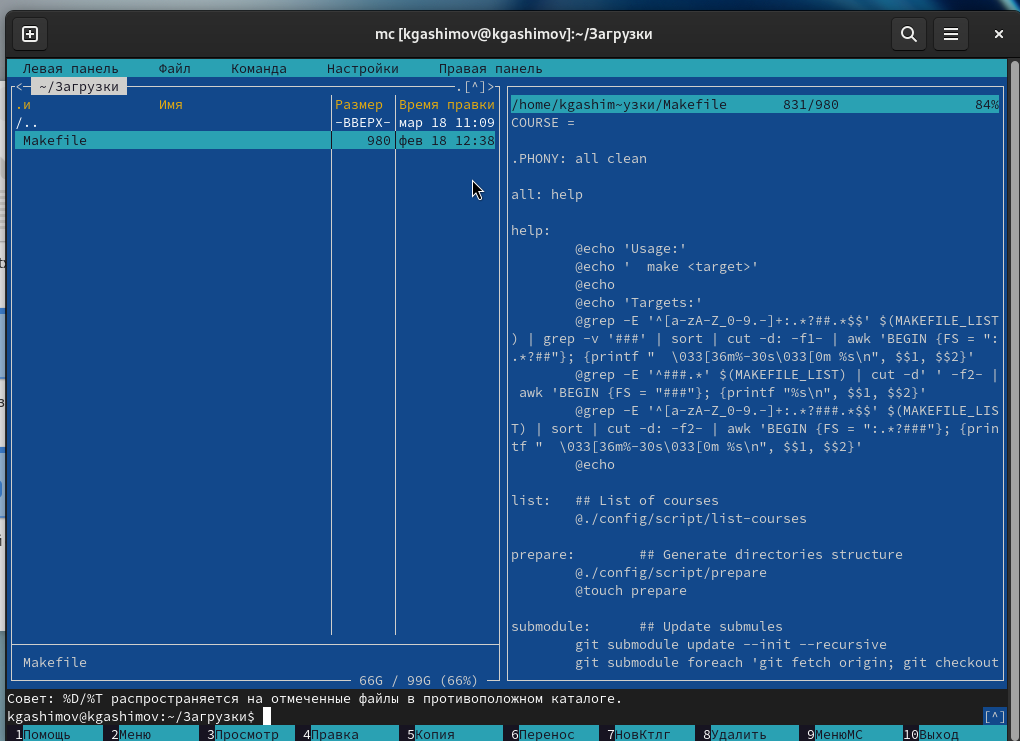 mc [kgashimov@kgashimov]:~/Загрузки
Левая панель Файл Команда Настройки Правая панель
<─ ~/Загрузки .[^]>
.и Имя Размер Время правки
/.. -ВВЕРХ- мар 18 11:09
Makefile 980 фев 18 12:38
Makefile
66G / 99G (66%)
/home/kgashim~узки/Makefile 831/980 84%
COURSE =
.PHONY: all clean
all: help
help:
@echo 'Usage:'
@echo '  make <target>'
@echo
@echo 'Targets:'
@grep -E '^[a-zA-Z_0-9.-]+:.*?##.*$$' $(MAKEFILE_LIST
) | grep -v '###' | sort | cut -d: -f1- | awk 'BEGIN {FS = ":
.*?##"}; {printf "  \033[36m%-30s\033[0m %s\n", $$1, $$2}'
@grep -E '^###.*' $(MAKEFILE_LIST) | cut -d' ' -f2- |
awk 'BEGIN {FS = "###"}; {printf "%s\n", $$1, $$2}'
@grep -E '^[a-zA-Z_0-9.-]+:.*?###.*$$' $(MAKEFILE_LIS
T) | sort | cut -d: -f2- | awk 'BEGIN {FS = ":.*?###"}; {prin
tf "  \033[36m%-30s\033[0m %s\n", $$1, $$2}'
@echo
list: ## List of courses
@./config/script/list-courses
prepare: ## Generate directories structure
@./config/script/prepare
@touch prepare
submodule: ## Update submules
git submodule update --init --recursive
git submodule foreach 'git fetch origin; git checkout
Совет: %D/%T распространяется на отмеченные файлы в противоположном каталоге.
kgashimov@kgashimov:~/Загрузки$ [^]
1Помощь 2Меню 3Просмотр 4Правка 5Копия 6Перенос 7НовКтлг 8Удалить 9МенюМС 10Выход